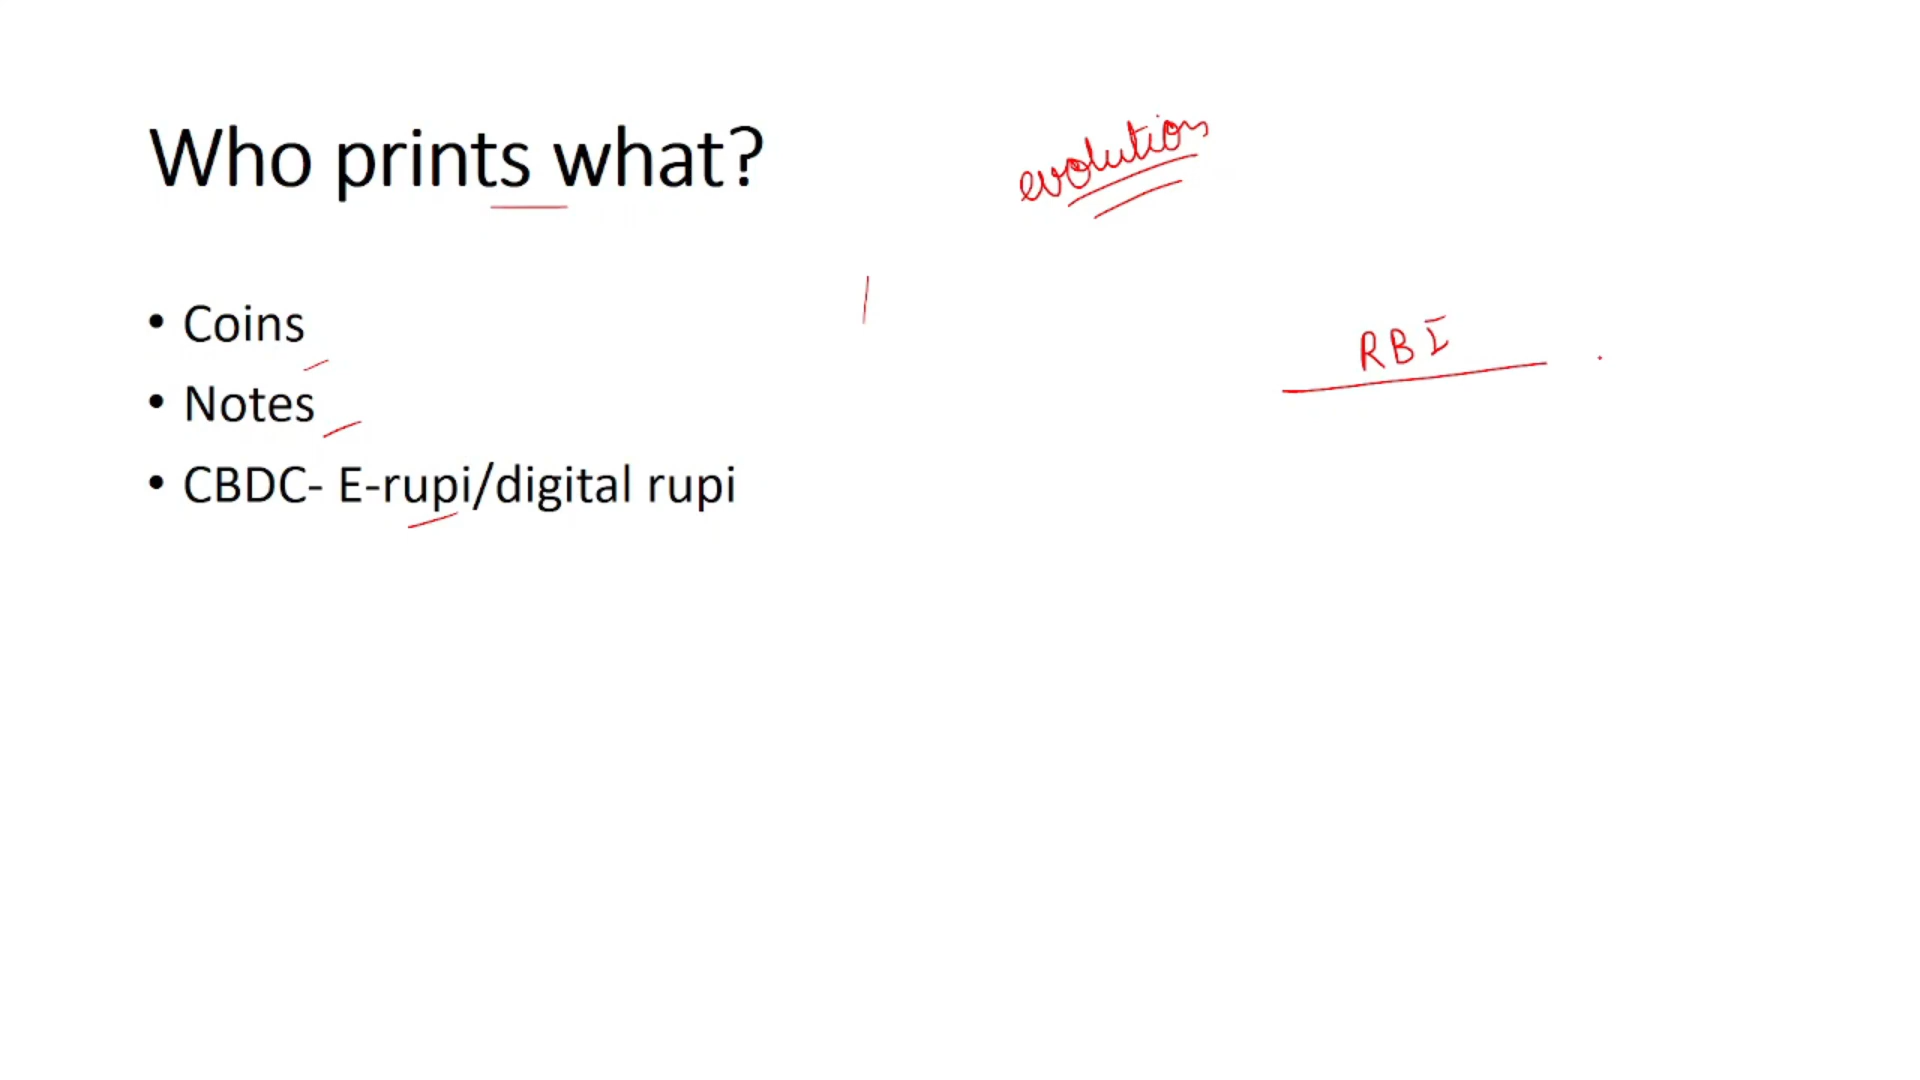 Who prints what?
evolution
• Coins
RBI
• Notes
• CBDC- E-rupi/digital rupi